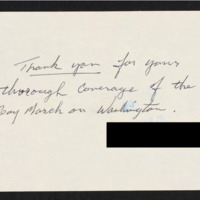 Thank you for your
thorough coverage of the
Gay March on Washington.